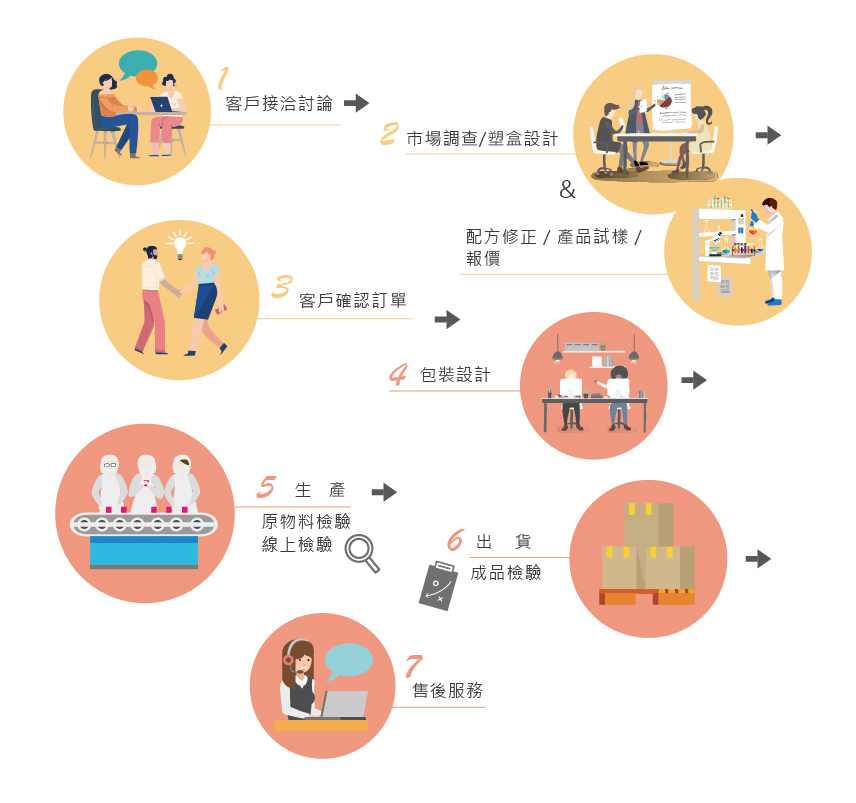 1
客戶接洽討論
2
市場調查/塑盒設計
&
配方修正 / 產品試樣 /
報價
3
客戶確認訂單
4
包裝設計
5 生 產
原物料檢驗
線上檢驗
6 出 貨
成品檢驗
7
售後服務